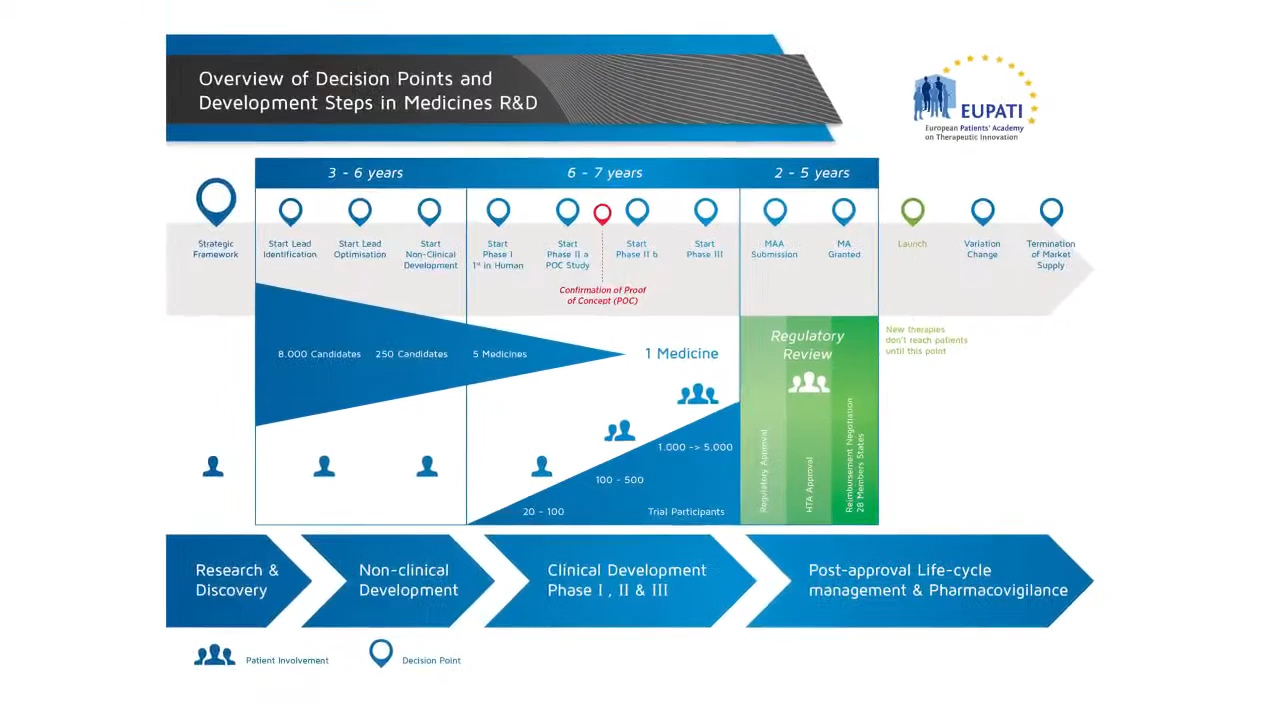 Overview of Decision Points and
Development Steps in Medicines R&D
EUPATI
European Patients' Academy
on Therapeutic Innovation
3 - 6 years
6 - 7 years
2 - 5 years
Strategic
Framework
Start Lead
Identification
Start Lead
Optimisation
Start
Non-Clinical
Development
Start
Phase I
1st in Human
Start
Phase II a
POC Study
Start
Phase II b
Start
Phase III
MAA
Submission
MA
Granted
Launch
Variation
Change
Termination
of Market
Supply
Confirmation of Proof
of Concept (POC)
8.000 Candidates
250 Candidates
5 Medicines
1 Medicine
Regulatory
Review
New therapies
don't reach patients
until this point
Regulatory Approval
HTA Approval
Reimbursement Negotiation
28 Members States
1.000 -> 5.000
100 - 500
20 - 100
Trial Participants
Research &
Discovery
Non-clinical
Development
Clinical Development
Phase I , II & III
Post-approval Life-cycle
management & Pharmacovigilance
Patient Involvement
Decision Point